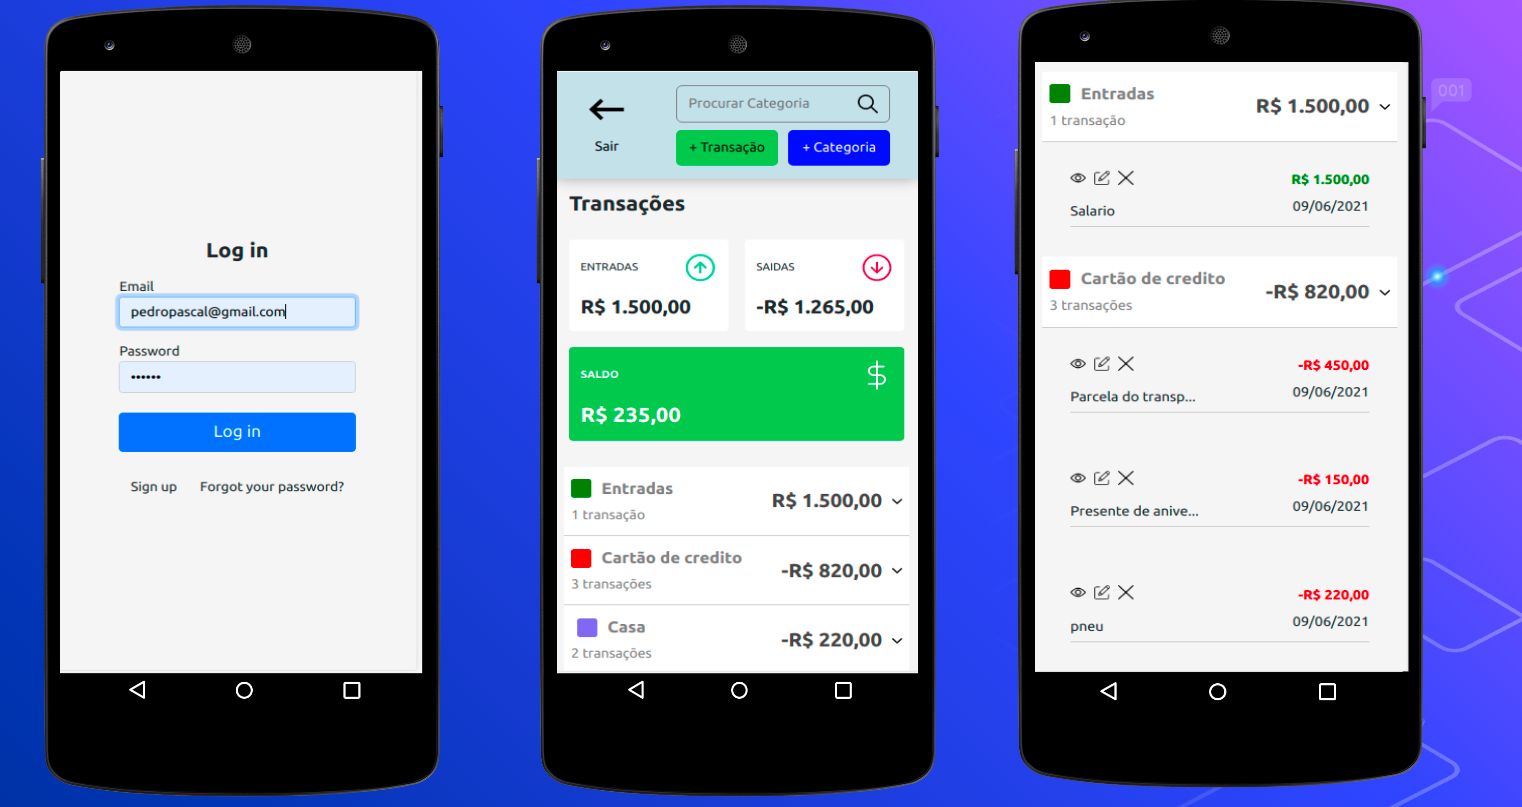 Log in
Email
pedropascal@gmail.com
Password
••••••
Log in
Sign up Forgot your password?
Procurar Categoria
Sair
+ Transação + Categoria
Transações
ENTRADAS
R$ 1.500,00
SAIDAS
-R$ 1.265,00
SALDO
R$ 235,00
Entradas
R$ 1.500,00
1 transação
Cartão de credito
-R$ 820,00
3 transações
Casa
-R$ 220,00
2 transações
Entradas
R$ 1.500,00
1 transação
R$ 1.500,00
Salario 09/06/2021
Cartão de credito
-R$ 820,00
3 transações
-R$ 450,00
Parcela do transp... 09/06/2021
-R$ 150,00
Presente de anive... 09/06/2021
-R$ 220,00
pneu 09/06/2021
001